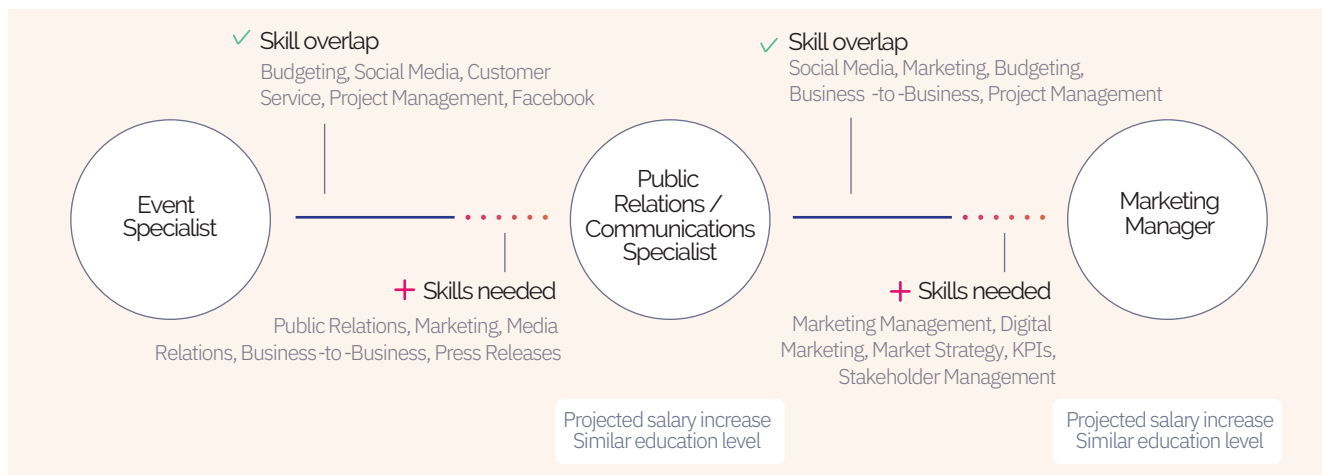 Skill overlap
Budgeting, Social Media, Customer
Service, Project Management, Facebook
Skill overlap
Social Media, Marketing, Budgeting,
Business -to -Business, Project Management
Event
Specialist
Public
Relations /
Communications
Specialist
Marketing
Manager
Skills needed
Public Relations, Marketing, Media
Relations, Business -to -Business, Press Releases
Skills needed
Marketing Management, Digital
Marketing, Market Strategy, KPIs,
Stakeholder Management
Projected salary increase
Similar education level
Projected salary increase
Similar education level